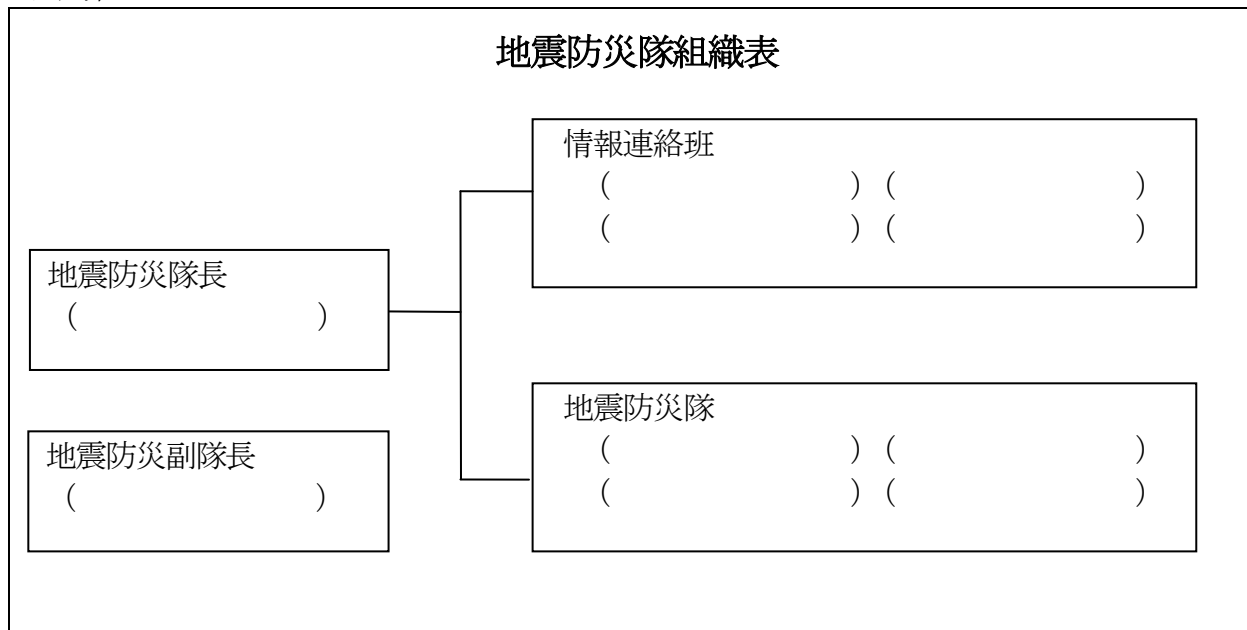 地震防災隊組織表
情報連絡班
（　　　　　　　　）（　　　　　　　　）
（　　　　　　　　）（　　　　　　　　）
地震防災隊長
（　　　　　　　　）
地震防災隊
（　　　　　　　　）（　　　　　　　　）
（　　　　　　　　）（　　　　　　　　）
地震防災副隊長
（　　　　　　　　）